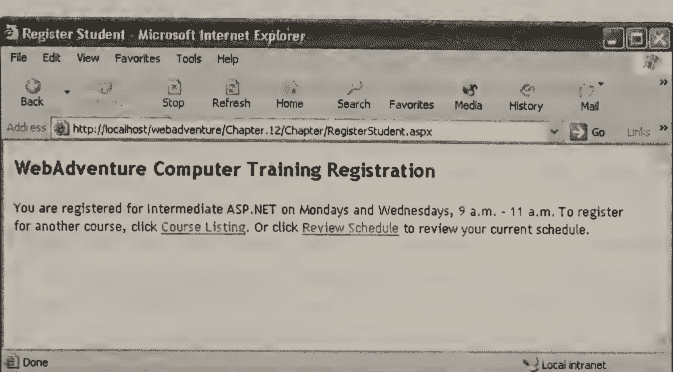 Register Student - Microsoft Internet Explorer
File Edit View Favorites Tools Help
Back Stop Refresh Home Search Favorites Media History Mail
Address http://localhost/webadventure/Chapter.12/Chapter/RegisterStudent.aspx Go Links
WebAdventure Computer Training Registration
You are registered for Intermediate ASP.NET on Mondays and Wednesdays, 9 a.m. - 11 a.m. To register
for another course, click Course Listing. Or click Review Schedule to review your current schedule.
Done Local intranet